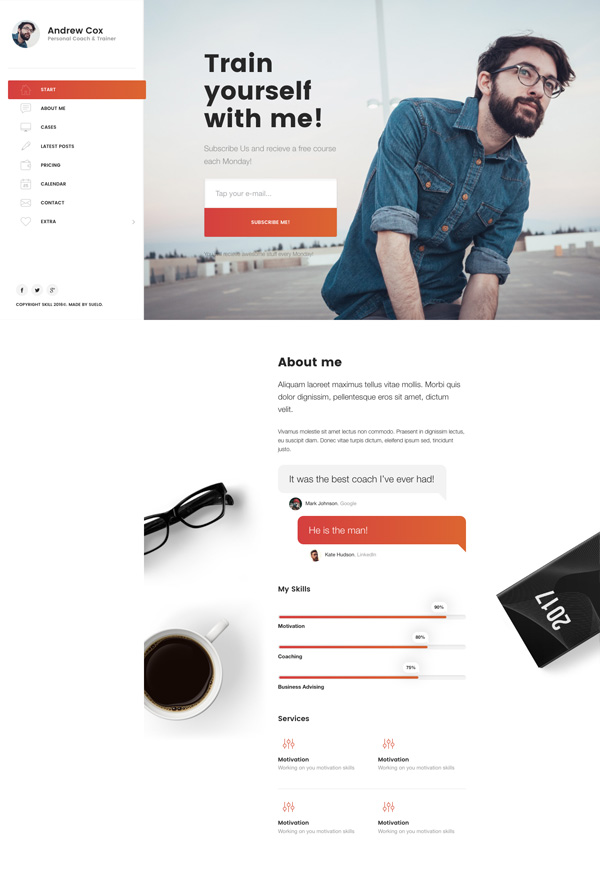 Andrew Cox
Personal Coach & Trainer
START
ABOUT ME
CASES
LATEST POSTS
PRICING
CALENDAR
CONTACT
EXTRA
COPYRIGHT SKILL 2016©. MADE BY SUELO.
Train
yourself
with me!
Subscribe Us and recieve a free course
each Monday!
Tap your e-mail...
SUBSCRIBE ME!
awesome stuff every Monday!
About me
Aliquam laoreet maximus tellus vitae mollis. Morbi quis
dolor dignissim, pellentesque eros sit amet, dictum
velit.
Vivamus molestie sit amet lectus non commodo. Praesent in dignissim lectus,
eu suscipit diam. Donec vitae turpis dictum, eleifend ipsum sed, tincidunt
justo.
It was the best coach I've ever had!
Mark Johnson, Google
He is the man!
Kate Hudson, LinkedIn
My Skills
90%
Motivation
80%
Coaching
75%
Business Advising
2017
Services
Motivation
Working on you motivation skills
Motivation
Working on you motivation skills
Motivation
Working on you motivation skills
Motivation
Working on you motivation skills